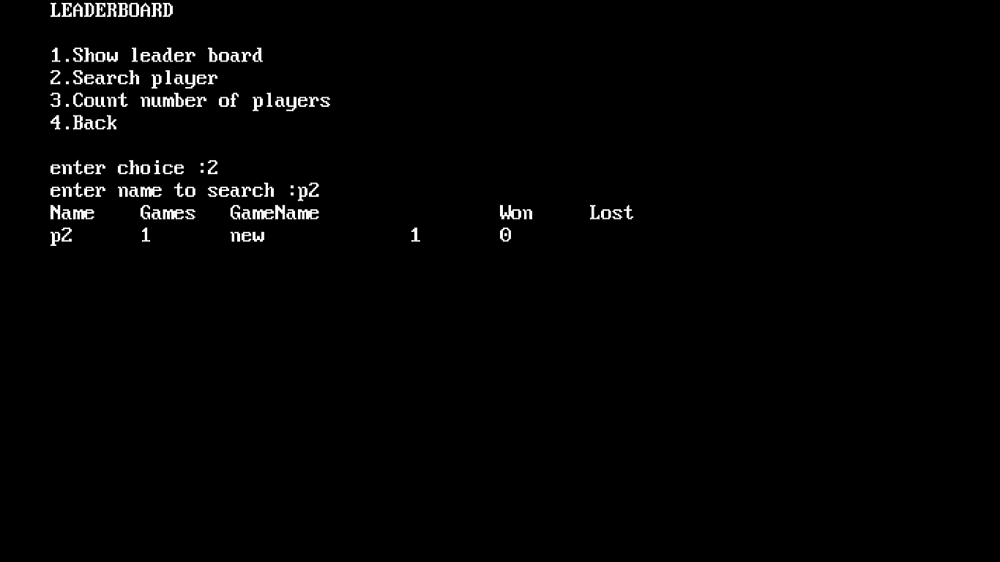 LEADERBOARD
1.Show leader board
2.Search player
3.Count number of players
4.Back
enter choice :2
enter name to search :p2
Name Games GameName Won Lost
p2 1 new 1 0